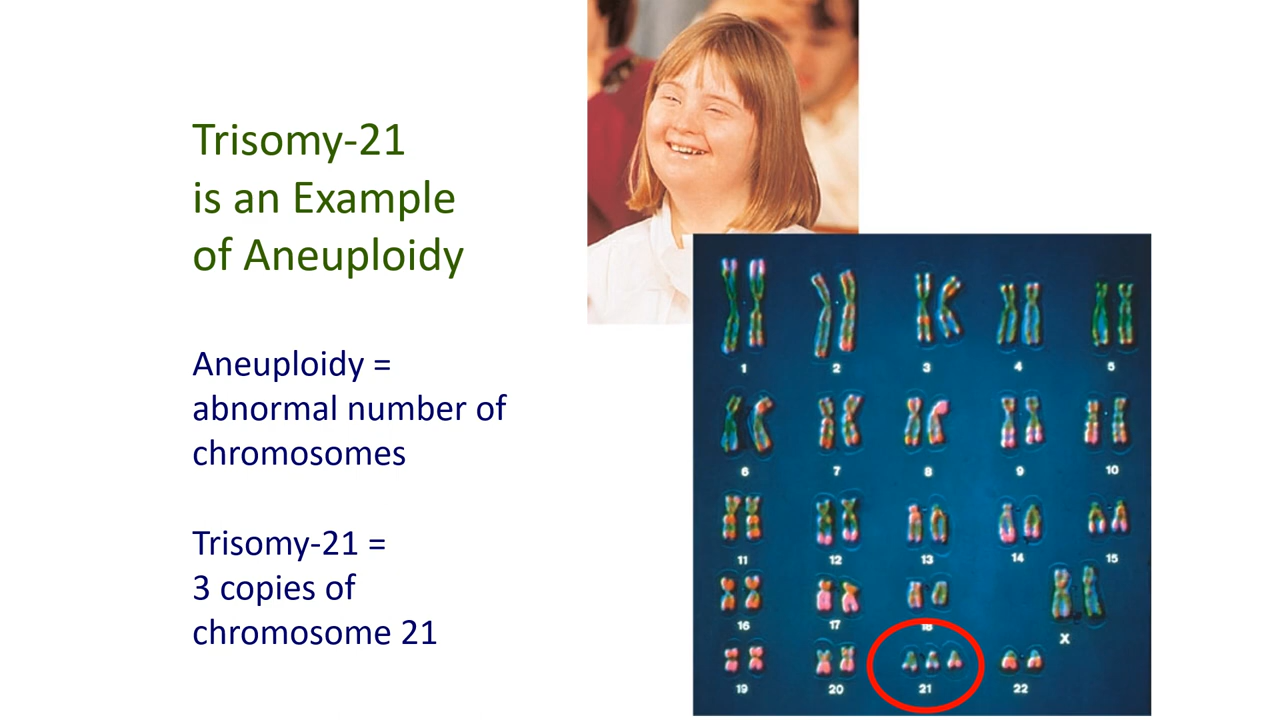 Trisomy-21
is an Example
of Aneuploidy
Aneuploidy =
abnormal number of
chromosomes
Trisomy-21 =
3 copies of
chromosome 21
1 2 3 4 5
6 7 8 9 10
11 12 13 14 15
16 17 18 X
19 20 21 22